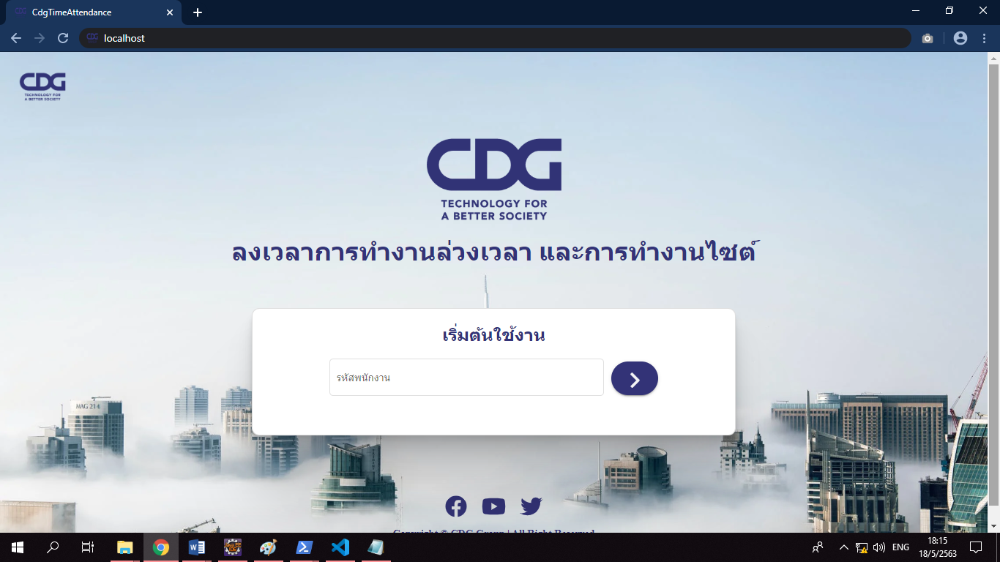 CdgTimeAttendance
localhost
CDG
TECHNOLOGY FOR
A BETTER SOCIETY
CDG
TECHNOLOGY FOR
A BETTER SOCIETY
ลงเวลาการทำงานล่วงเวลา และการทำงานไซต์
เริ่มต้นใช้งาน
รหัสพนักงาน
MAG 214
Copyright © CDG Group | All Right Reserved
ENG
18:15
18/5/2563